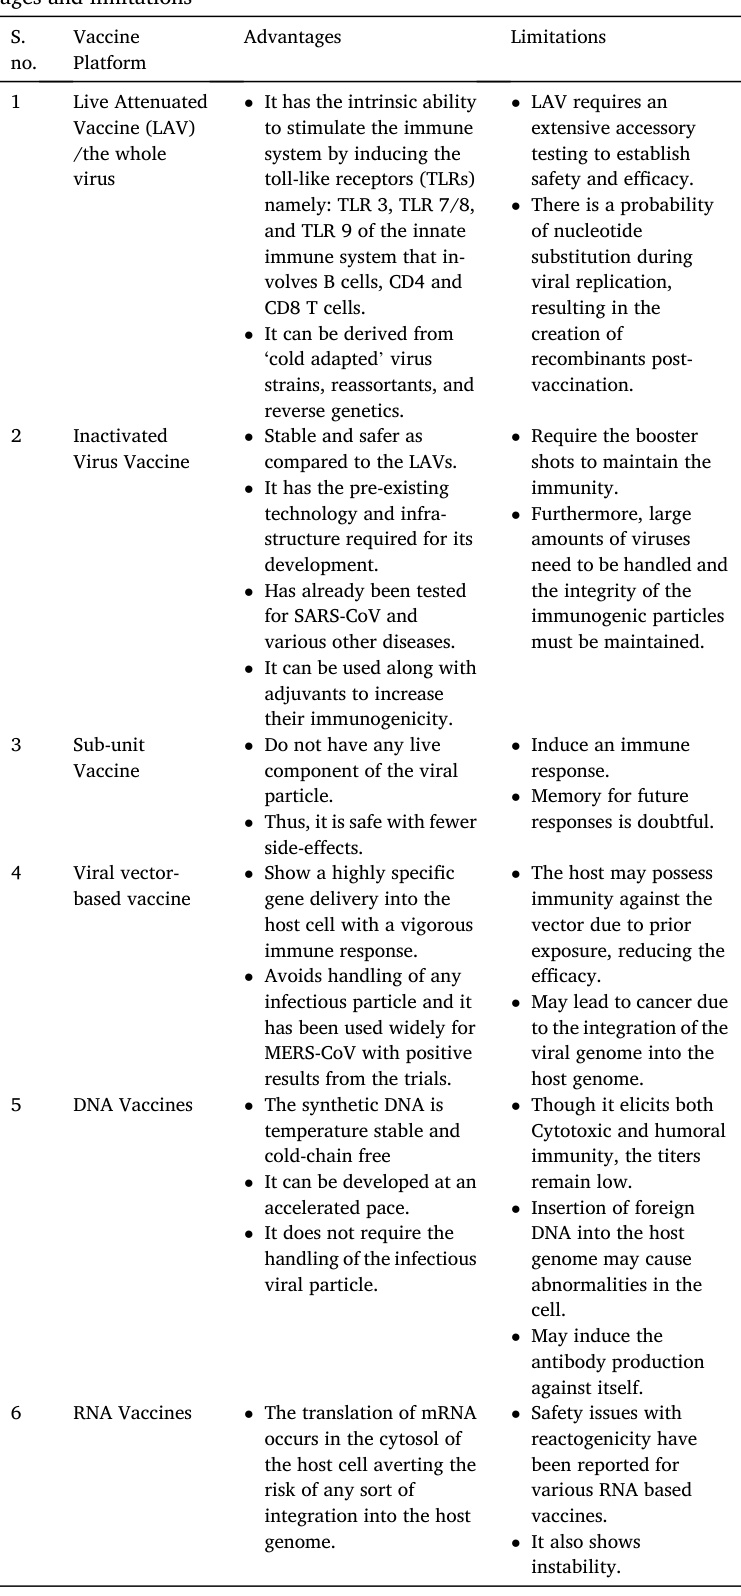 ages and limitations
S.
no.
Vaccine
Platform
Advantages
Limitations
1
Live Attenuated
Vaccine (LAV)
/the whole
virus
• It has the intrinsic ability
to stimulate the immune
system by inducing the
toll-like receptors (TLRs)
namely: TLR 3, TLR 7/8,
and TLR 9 of the innate
immune system that in-
volves B cells, CD4 and
CD8 T cells.
• It can be derived from
‘cold adapted’ virus
strains, reassortants, and
reverse genetics.
• LAV requires an
extensive accessory
testing to establish
safety and efficacy.
• There is a probability
of nucleotide
substitution during
viral replication,
resulting in the
creation of
recombinants post-
vaccination.
2
Inactivated
Virus Vaccine
• Stable and safer as
compared to the LAVs.
• It has the pre-existing
technology and infra-
structure required for its
development.
• Has already been tested
for SARS-CoV and
various other diseases.
• It can be used along with
adjuvants to increase
their immunogenicity.
• Require the booster
shots to maintain the
immunity.
• Furthermore, large
amounts of viruses
need to be handled and
the integrity of the
immunogenic particles
must be maintained.
3
Sub-unit
Vaccine
• Do not have any live
component of the viral
particle.
• Thus, it is safe with fewer
side-effects.
• Induce an immune
response.
• Memory for future
responses is doubtful.
4
Viral vector-
based vaccine
• Show a highly specific
gene delivery into the
host cell with a vigorous
immune response.
• Avoids handling of any
infectious particle and it
has been used widely for
MERS-CoV with positive
results from the trials.
• The host may possess
immunity against the
vector due to prior
exposure, reducing the
efficacy.
• May lead to cancer due
to the integration of the
viral genome into the
host genome.
5
DNA Vaccines
• The synthetic DNA is
temperature stable and
cold-chain free
• It can be developed at an
accelerated pace.
• It does not require the
handling of the infectious
viral particle.
• Though it elicits both
Cytotoxic and humoral
immunity, the titers
remain low.
• Insertion of foreign
DNA into the host
genome may cause
abnormalities in the
cell.
• May induce the
antibody production
against itself.
6
RNA Vaccines
• The translation of mRNA
occurs in the cytosol of
the host cell averting the
risk of any sort of
integration into the host
genome.
• Safety issues with
reactogenicity have
been reported for
various RNA based
vaccines.
• It also shows
instability.